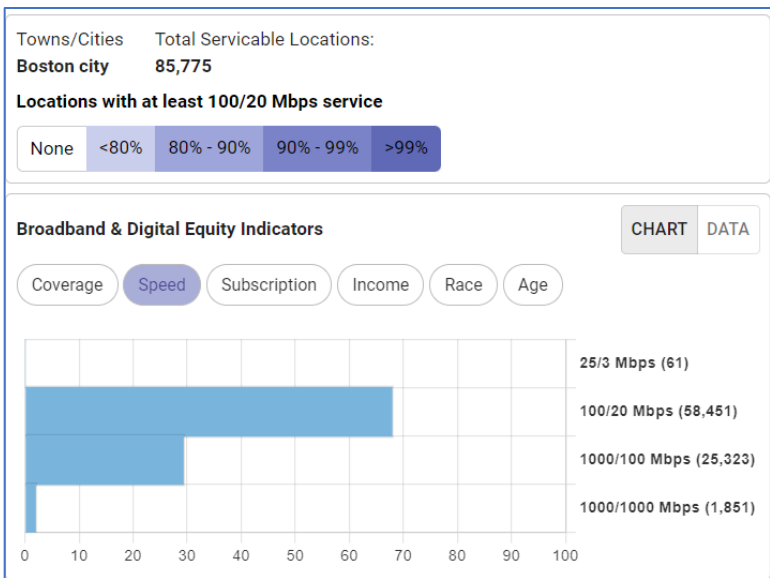 Towns/Cities Total Servicable Locations:
Boston city 85,775
Locations with at least 100/20 Mbps service
None <80% 80% - 90% 90% - 99% >99%
Broadband & Digital Equity Indicators CHART DATA
Coverage Speed Subscription Income Race Age
25/3 Mbps (61)
100/20 Mbps (58,451)
1000/100 Mbps (25,323)
1000/1000 Mbps (1,851)
0 10 20 30 40 50 60 70 80 90 100